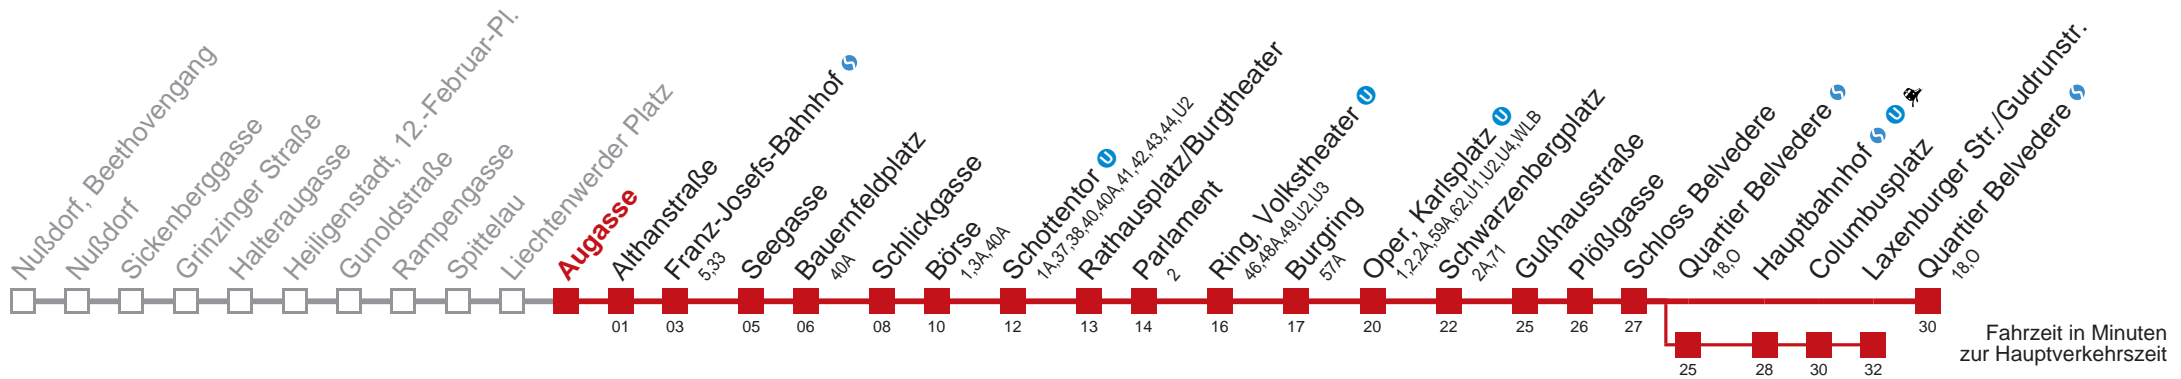 Nußdorf, Beethovengang
Nußdorf
Sickenberggasse
Grinzinger Straße
Halteraugasse
Heiligenstadt, 12.-Februar-Pl.
Gunoldstraße
Rampengasse
Spittelau
Liechtenwerder Platz
Augasse
Althanstraße
Franz-Josefs-Bahnhof S
5,33
Seegasse
Bauernfeldplatz
40A
Schlickgasse
Börse
1,3A,40A
Schottentor U
1A,37,38,40,40A,41,42,43,44,U2
Rathausplatz/Burgtheater
Parlament
2
Ring, Volkstheater U
46,48A,49,U2,U3
Burgring
57A
Oper, Karlsplatz U
1,2,2A,59A,62,U1,U2,U4,WLB
Schwarzenbergplatz
2A,71
Gußhausstraße
Plößlgasse
Schloss Belvedere
Quartier Belvedere S
18,O
Hauptbahnhof S U
Columbusplatz
Laxenburger Str./Gudrunstr.
Quartier Belvedere S
18,O
01 03 05 06 08 10 12 13 14 16 17 20 22 25 26 27 30
25 28 30 32
Fahrzeit in Minuten
zur Hauptverkehrszeit